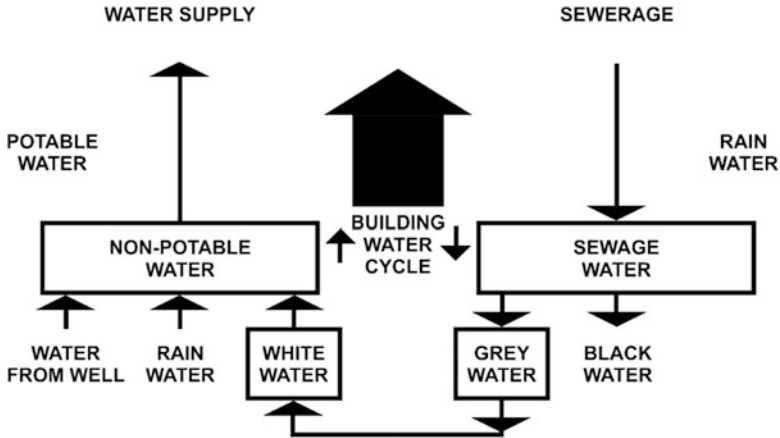 WATER SUPPLY
SEWERAGE
POTABLE
WATER
RAIN
WATER
NON-POTABLE
WATER
BUILDING
WATER
CYCLE
SEWAGE
WATER
WATER
FROM WELL
RAIN
WATER
WHITE
WATER
GREY
WATER
BLACK
WATER